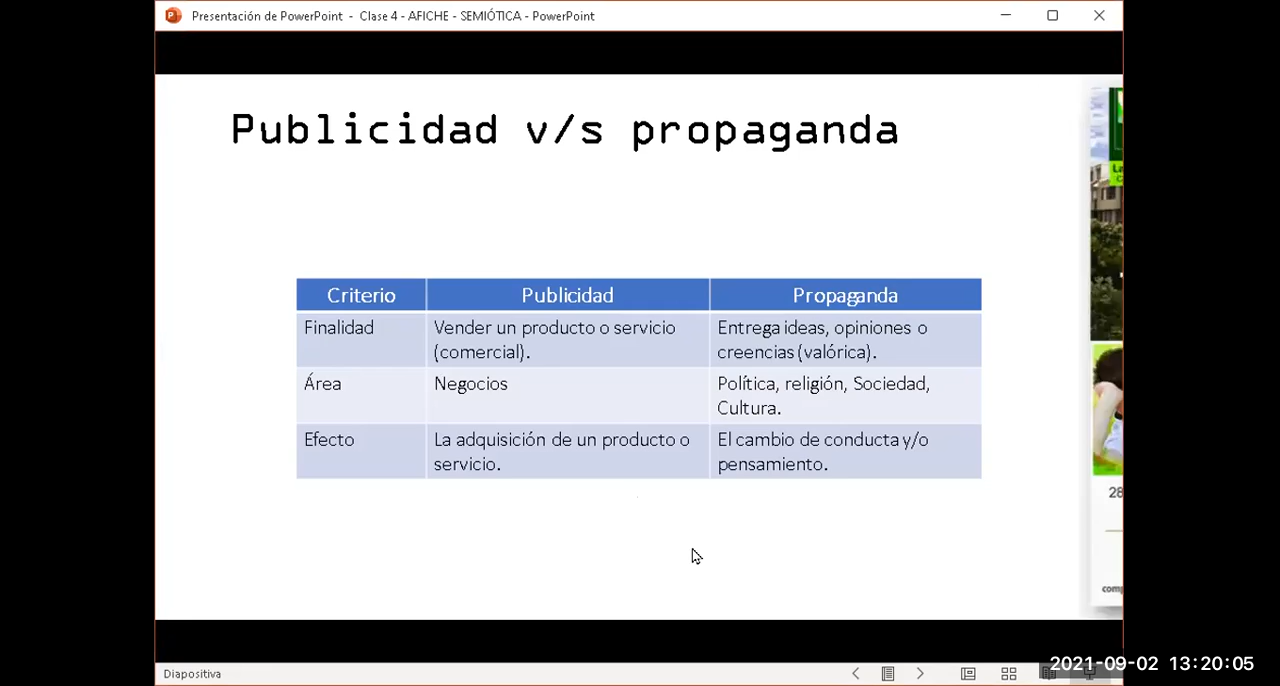 Presentación de PowerPoint - Clase 4 - AFICHE - SEMIÓTICA - PowerPoint
Publicidad v/s propaganda
Criterio Publicidad Propaganda
Finalidad Vender un producto o servicio Entrega ideas, opiniones o
(comercial). creencias (valórica).
Área Negocios Política, religión, Sociedad,
Cultura.
Efecto La adquisición de un producto o El cambio de conducta y/o
servicio. pensamiento.
28
Diapositiva
2021-09-02 13:20:05